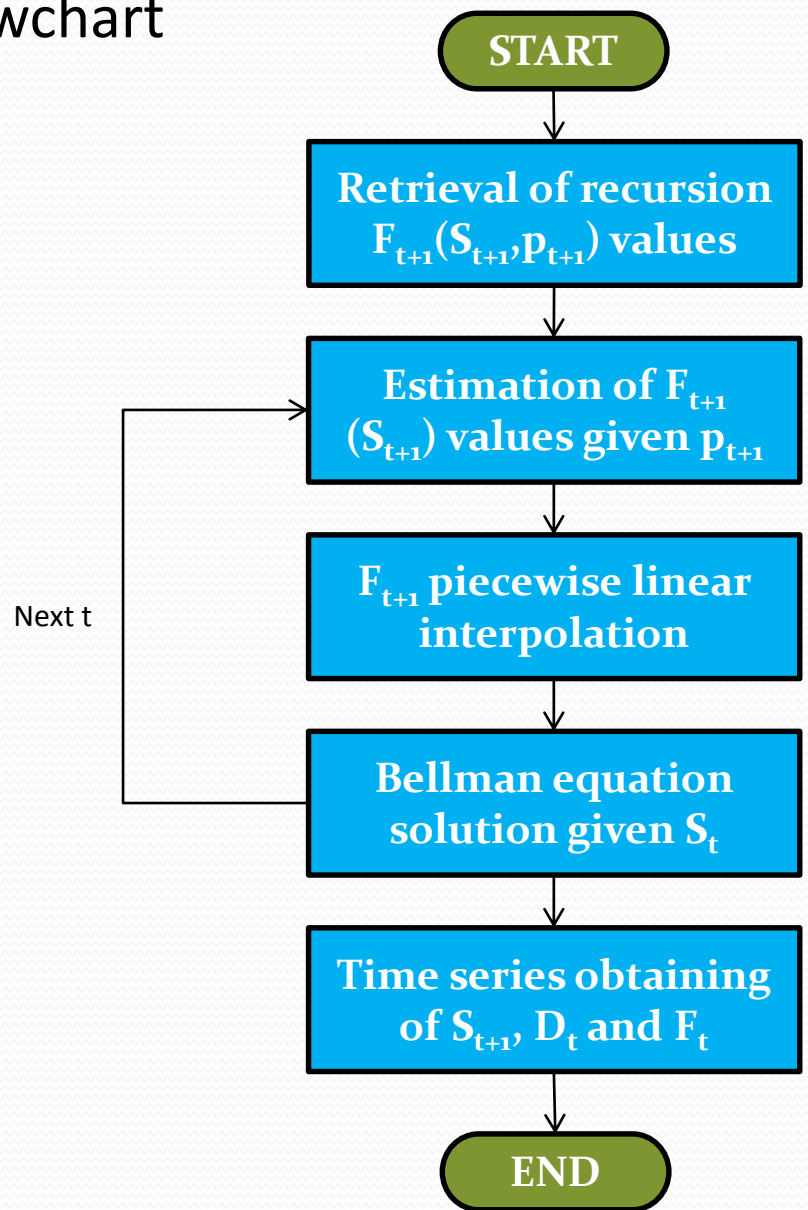 wchart
START
Retrieval of recursion
Fₜ₊₁(Sₜ₊₁,pₜ₊₁) values
Estimation of Fₜ₊₁
(Sₜ₊₁) values given pₜ₊₁
Fₜ₊₁ piecewise linear
interpolation
Next t
Bellman equation
solution given Sₜ
Time series obtaining
of Sₜ₊₁, Dₜ and Fₜ
END